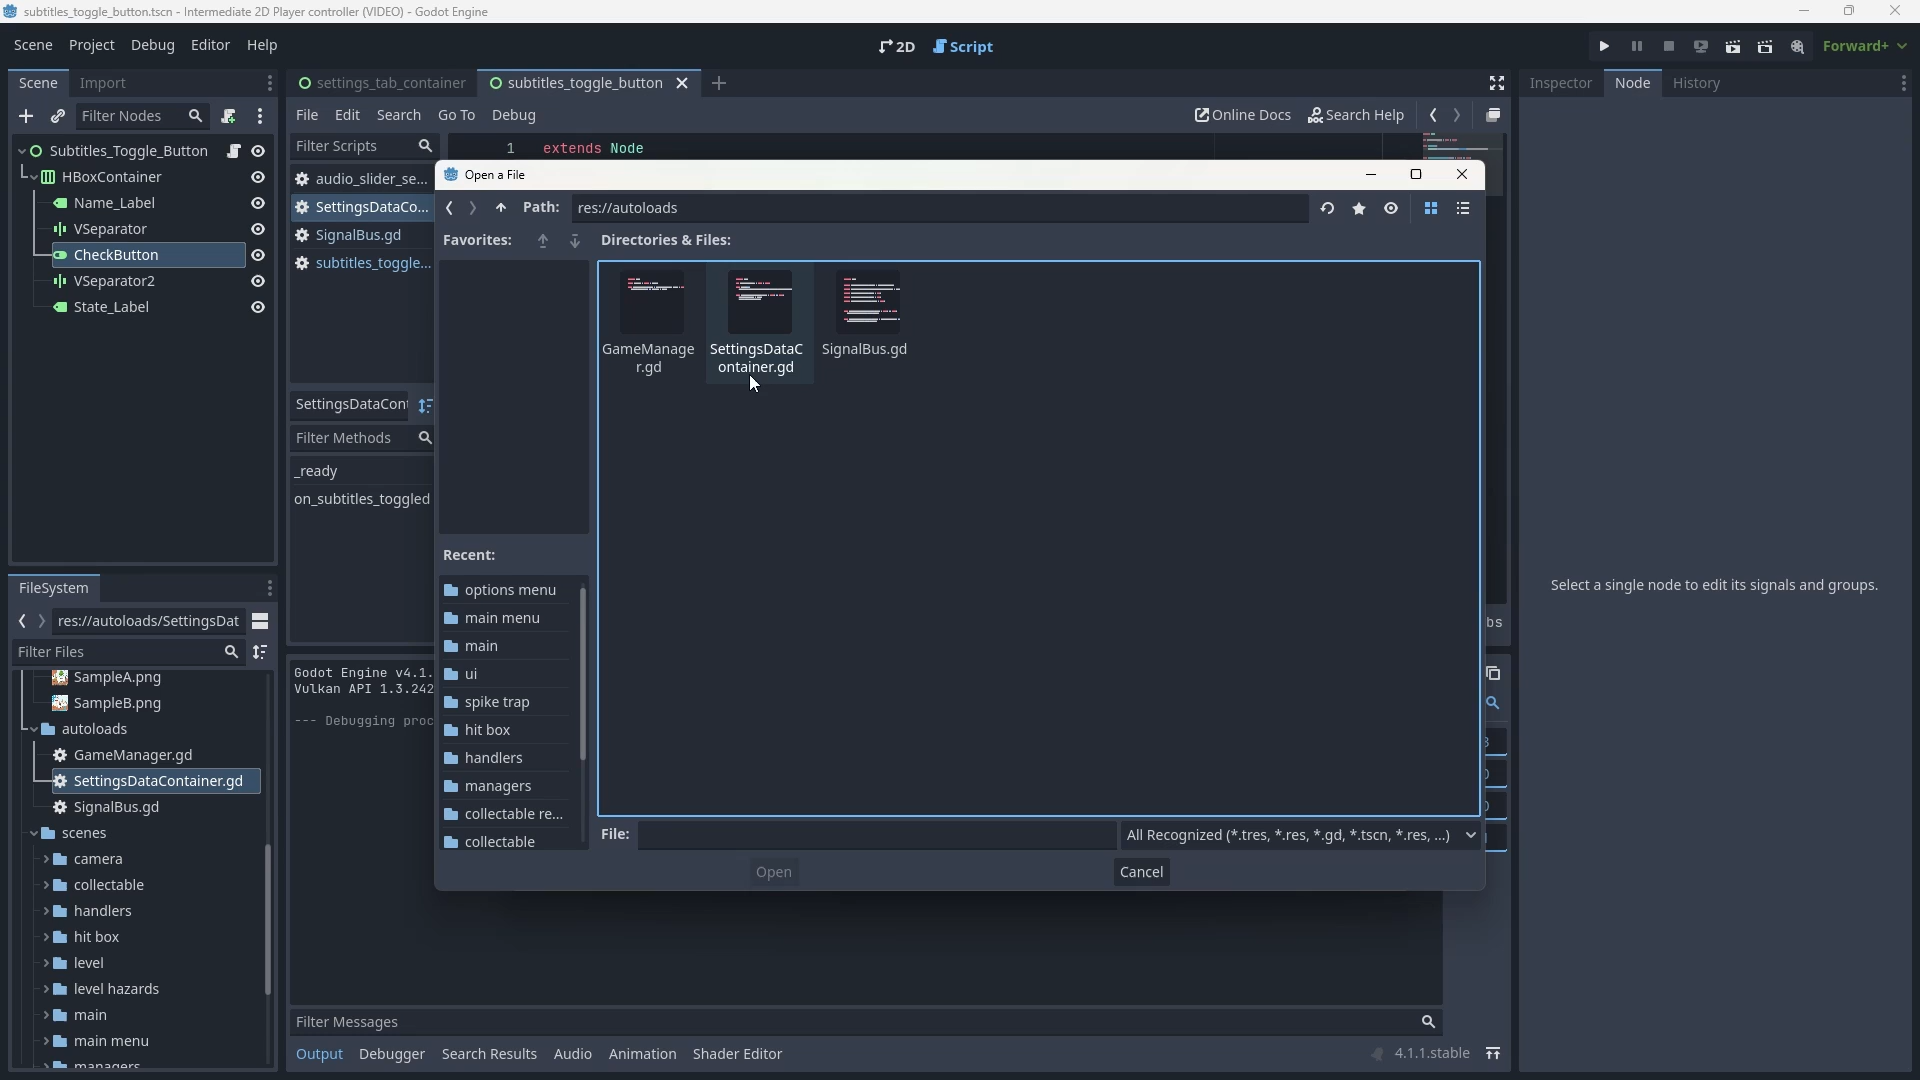 subtitles_toggle_button.tscn - Intermediate 2D Player controller (VIDEO) - Godot Engine
Scene Project Debug Editor Help
2D Script
Forward+
Scene Import
settings_tab_container subtitles_toggle_button
Inspector Node History
Filter Nodes
File Edit Search Go To Debug
Online Docs Search Help
Subtitles_Toggle_Button
HBoxContainer
Name_Label
VSeparator
CheckButton
VSeparator2
State_Label
Filter Scripts
1 extends Node
audio_slider_se...
SettingsDataCo...
SignalBus.gd
subtitles_toggle...
SettingsDataCont
Filter Methods
_ready
on_subtitles_toggled
Open a File
Path: res://autoloads
Favorites:
Directories & Files:
GameManage
r.gd
SettingsDataC
ontainer.gd
SignalBus.gd
Recent:
options menu
main menu
main
ui
spike trap
hit box
handlers
managers
collectable re...
collectable
File:
All Recognized (*.tres, *.res, *.gd, *.tscn, *.res, ...)
Open Cancel
Select a single node to edit its signals and groups.
bs
FileSystem
res://autoloads/SettingsDat
Filter Files
SampleA.png
SampleB.png
autoloads
GameManager.gd
SettingsDataContainer.gd
SignalBus.gd
scenes
camera
collectable
handlers
hit box
level
level hazards
main
main menu
managers
Godot Engine v4.1.
Vulkan API 1.3.242
--- Debugging proc
Filter Messages
Output Debugger Search Results Audio Animation Shader Editor
4.1.1.stable